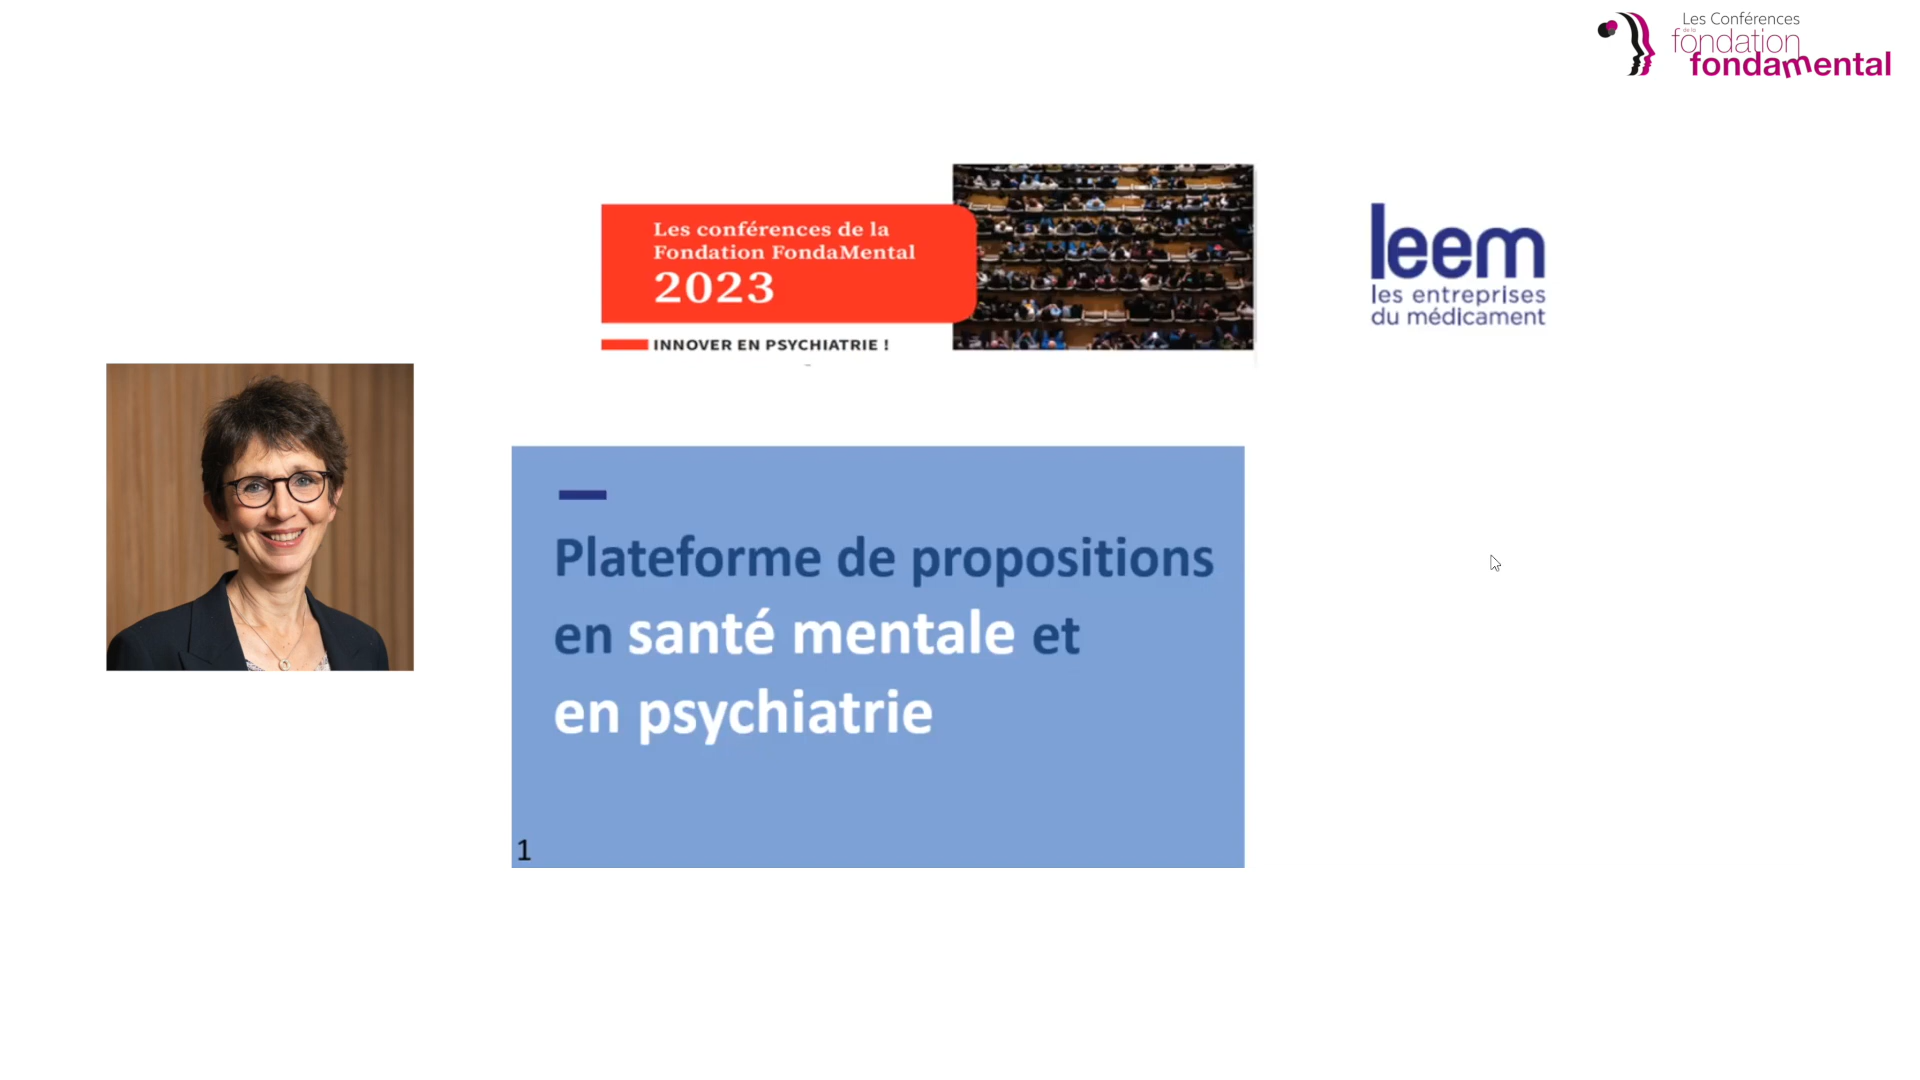 Les Conférences
de la
fondation
fondamental
Les conférences de la
Fondation FondaMental
2023
INNOVER EN PSYCHIATRIE !
leem
les entreprises
du médicament
Plateforme de propositions
en santé mentale et
en psychiatrie
1